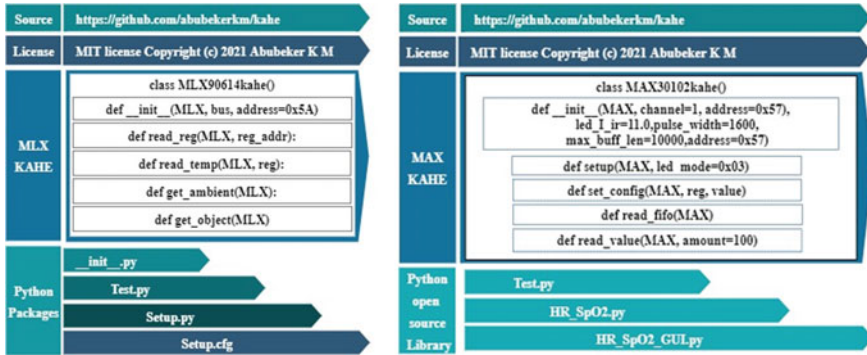 Source
https://github.com/abubekerkm/kahe
License
MIT license Copyright (c) 2021 Abubeker K M
MLX
KAHE
class MLX90614kahe()
def __init__(MLX, bus, address=0x5A)
def read_reg(MLX, reg_addr):
def read_temp(MLX, reg):
def get_ambient(MLX):
def get_object(MLX)
Python
Packages
__init__.py
Test.py
Setup.py
Setup.cfg
Source
https://github.com/abubekerkm/kahe
License
MIT license Copyright (c) 2021 Abubeker K M
MAX
KAHE
class MAX30102kahe()
def __init__(MAX, channel=1, address=0x57),
led_I_ir=11.0,pulse_width=1600,
max_buff_len=10000,address=0x57)
def setup(MAX, led_mode=0x03)
def set_config(MAX, reg, value)
def read_fifo(MAX)
def read_value(MAX, amount=100)
Python
open
source
Library
Test.py
HR_SpO2.py
HR_SpO2_GUI.py